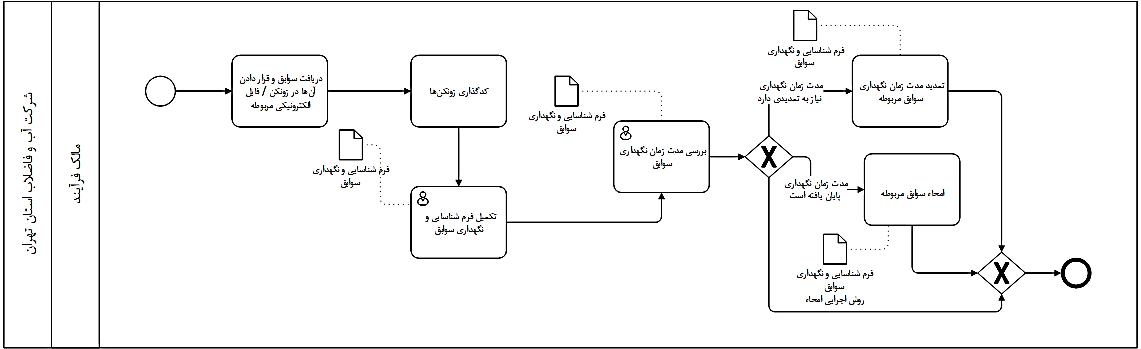 شرکت آب و فاضلاب استان تهران
مالک فرآیند
دریافت سوابق و قرار دادن
آن‌ها در زونکن / فایل
الکترونیکی مربوطه
کدگذاری زونکن‌ها
فرم شناسایی و نگهداری
سوابق
تکمیل فرم شناسایی و
نگهداری سوابق
فرم شناسایی و نگهداری
سوابق
بررسی مدت زمان نگهداری
سوابق
فرم شناسایی و نگهداری
سوابق
مدت زمان نگهداری
نیاز به تمدیدی دارد
تمدید مدت زمان نگهداری
سوابق مربوطه
مدت زمان نگهداری
پایان یافته است
امحاء سوابق مربوطه
فرم شناسایی و نگهداری
سوابق
روش اجرایی امحاء